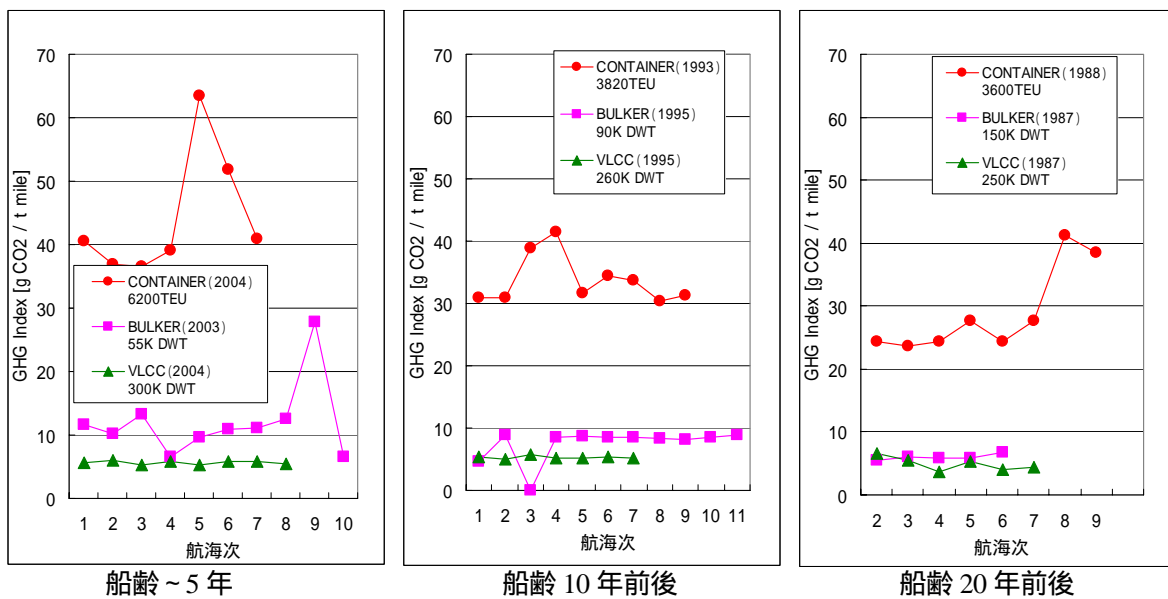 70
60
50
40
30
20
10
0
GHG Index [g CO2 / t mile]
CONTAINER(2004)
6200TEU
BULKER(2003)
55K DWT
VLCC(2004)
300K DWT
1 2 3 4 5 6 7 8 9 10
航海次
船齢~5年
70
60
50
40
30
20
10
0
GHG Index [g CO2 / t mile]
CONTAINER(1993)
3820TEU
BULKER(1995)
90K DWT
VLCC(1995)
260K DWT
1 2 3 4 5 6 7 8 9 10 11
航海次
船齢 10 年前後
70
60
50
40
30
20
10
0
GHG Index [g CO2 / t mile]
CONTAINER(1988)
3600TEU
BULKER(1987)
150K DWT
VLCC(1987)
250K DWT
2 3 4 5 6 7 8 9
航海次
船齢 20 年前後